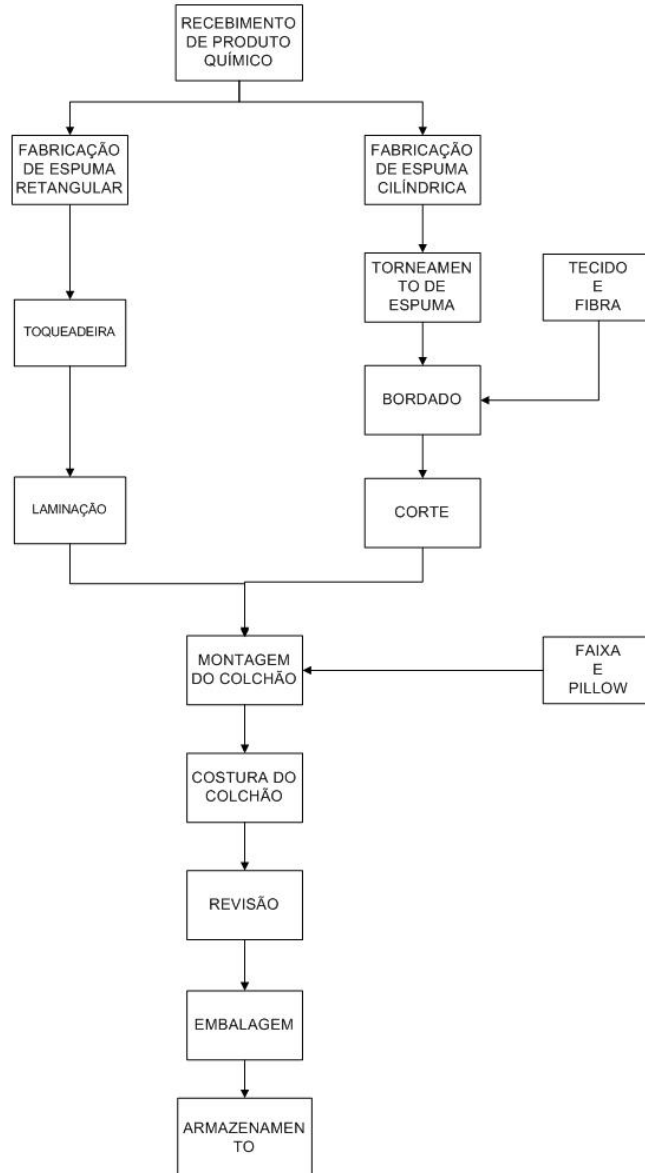 RECEBIMENTO
DE PRODUTO
QUÍMICO
FABRICAÇÃO
DE ESPUMA
RETANGULAR
FABRICAÇÃO
DE ESPUMA
CILÍNDRICA
TORNEAMEN
TO DE
ESPUMA
TECIDO
E
FIBRA
TOQUEADEIRA
BORDADO
LAMINAÇÃO
CORTE
MONTAGEM
DO COLCHÃO
FAIXA
E
PILLOW
COSTURA DO
COLCHÃO
REVISÃO
EMBALAGEM
ARMAZENAMEN
TO